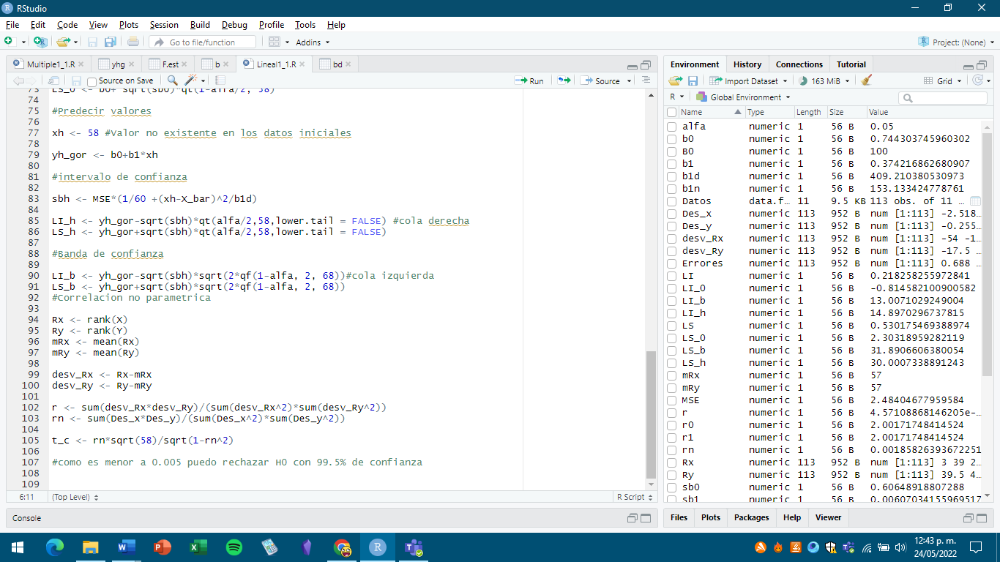 RStudio
File Edit Code View Plots Session Build Debug Profile Tools Help
Go to file/function Addins Project: (None)
Multiple1_1.R yhg F.est b Lineal1_1.R bd
Source on Save Run Source
73 LS_0 <- b0+ sqrt(sb0)*qt(1-alfa/2, 58)
74
75 #Predecir valores
76
77 xh <- 58 #Valor no existente en los datos iniciales
78
79 yh_gor <- b0+b1*xh
80
81 #intervalo de confianza
82
83 sbh <- MSE*(1/60 +(xh-X_bar)^2/b1d)
84
85 LI_h <- yh_gor-sqrt(sbh)*qt(alfa/2,58,lower.tail = FALSE) #cola derecha
86 LS_h <- yh_gor+sqrt(sbh)*qt(alfa/2,58,lower.tail = FALSE)
87
88 #Banda de confianza
89
90 LI_b <- yh_gor-sqrt(sbh)*sqrt(2*qf(1-alfa, 2, 68))#cola izquierda
91 LS_b <- yh_gor+sqrt(sbh)*sqrt(2*qf(1-alfa, 2, 68))
92 #Correlacion no parametrica
93
94 Rx <- rank(X)
95 Ry <- rank(Y)
96 mRx <- mean(Rx)
97 mRy <- mean(Ry)
98
99 desv_Rx <- Rx-mRx
100 desv_Ry <- Ry-mRy
101
102 r <- sum(desv_Rx*desv_Ry)/(sum(desv_Rx^2)*sum(desv_Ry^2))
103 rn <- sum(Des_x*Des_y)/(sum(Des_x^2)*sum(Des_y^2))
104
105 t_c <- rn*sqrt(58)/sqrt(1-rn^2)
106
107 #como es menor a 0.005 puedo rechazar H0 con 99.5% de confianza
108
109
6:11 (Top Level) R Script
Console
Environment History Connections Tutorial
Import Dataset 163 MiB Grid
R Global Environment
Name Type Length Size Value
alfa numeric 1 56 B 0.05
b0 numeric 1 56 B 0.744303745960302
B0 numeric 1 56 B 100
b1 numeric 1 56 B 0.374216862680907
b1d numeric 1 56 B 409.210380530973
b1n numeric 1 56 B 153.133424778761
Datos data.f… 11 9.5 KB 113 obs. of 11 …
Des_x numeric 113 952 B num [1:113] -2.518…
Des_y numeric 113 952 B num [1:113] -0.255…
desv_Rx numeric 113 952 B num [1:113] -54 -1…
desv_Ry numeric 113 952 B num [1:113] -17.5 …
Errores numeric 113 952 B num [1:113] 0.688 …
LI numeric 1 56 B 0.218258255972841
LI_0 numeric 1 56 B -0.814582100900582
LI_b numeric 1 56 B 13.0071029249004
LI_h numeric 1 56 B 14.8970296737815
LS numeric 1 56 B 0.530175469388974
LS_0 numeric 1 56 B 2.30318959282119
LS_b numeric 1 56 B 31.8906606380054
LS_h numeric 1 56 B 30.0007338891243
mRx numeric 1 56 B 57
mRy numeric 1 56 B 57
MSE numeric 1 56 B 2.48404677959584
r numeric 1 56 B 4.57108868146205e-…
r0 numeric 1 56 B 2.00171748414524
r1 numeric 1 56 B 2.00171748414524
rn numeric 1 56 B 0.00185826393672251
Rx numeric 113 952 B num [1:113] 3 39 2…
Ry numeric 113 952 B num [1:113] 39.5 4…
sb0 numeric 1 56 B 0.60648918807288
sb1 numeric 1 56 B 0.00607034155969517
Files Plots Packages Help Viewer
12:43 p. m.
24/05/2022